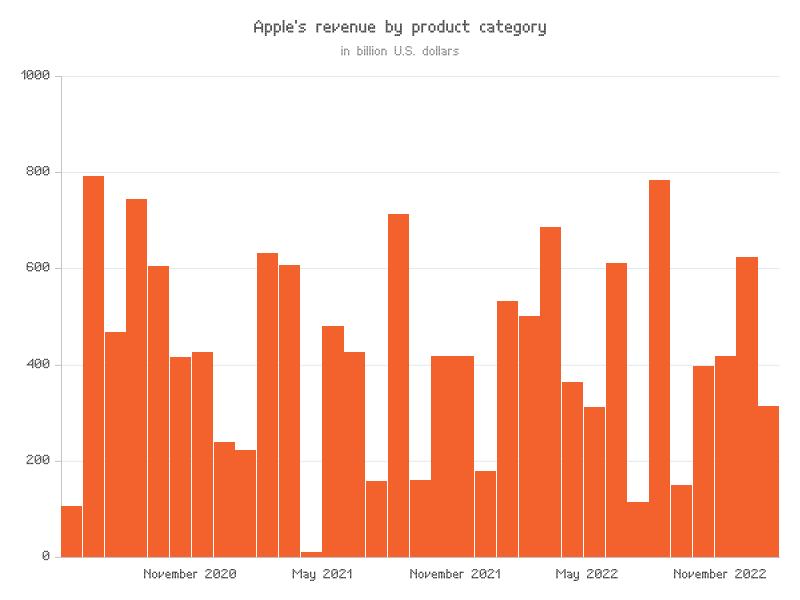 Apple's revenue by product category
in billion U.S. dollars
1000
800
600
400
200
0
November 2020 May 2021 November 2021 May 2022 November 2022